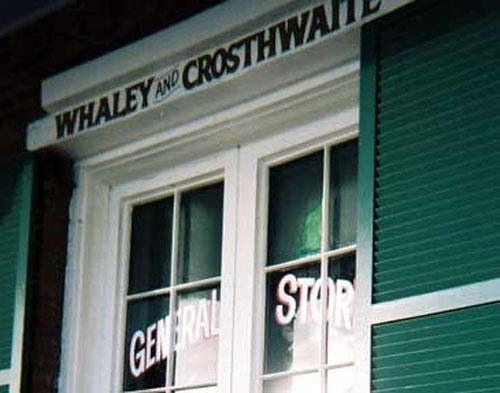 WHALEY AND CROSTHWAITE
GENERAL STOR